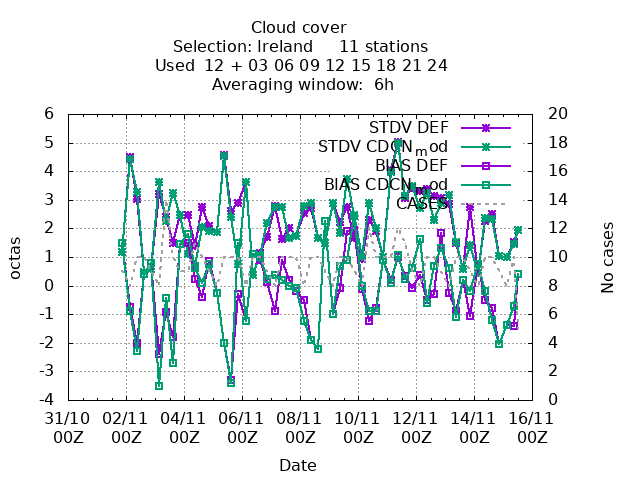 Cloud cover
Selection: Ireland     11 stations
Used  12 + 03 06 09 12 15 18 21 24
Averaging window:  6h
STDV DEF
STDV CDCN_mod
BIAS DEF
BIAS CDCN_mod
CASES
6
5
4
3
2
1
0
-1
-2
-3
-4
20
18
16
14
12
10
8
6
4
2
0
octas
No cases
31/10 02/11 04/11 06/11 08/11 10/11 12/11 14/11 16/11
00Z 00Z 00Z 00Z 00Z 00Z 00Z 00Z 00Z
Date